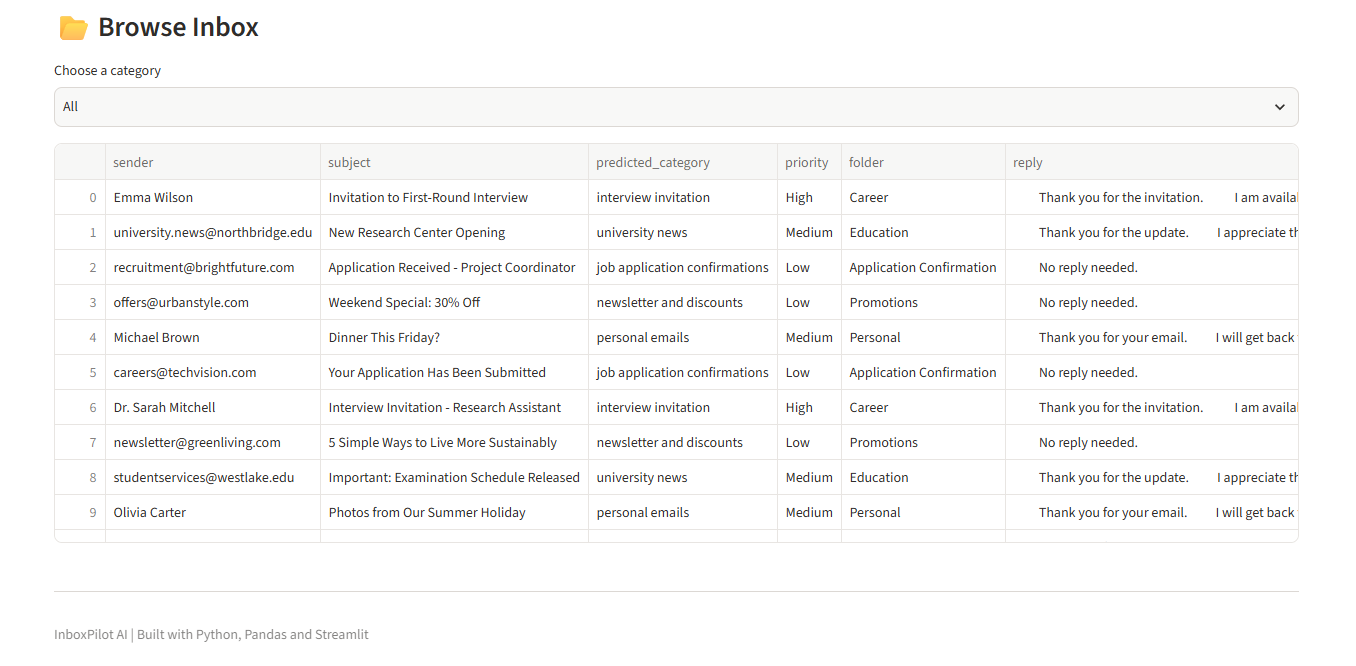 Browse Inbox
Choose a category
All
sender subject predicted_category priority folder reply
0 Emma Wilson Invitation to First-Round Interview interview invitation High Career Thank you for the invitation. I am availa
1 university.news@northbridge.edu New Research Center Opening university news Medium Education Thank you for the update. I appreciate th
2 recruitment@brightfuture.com Application Received - Project Coordinator job application confirmations Low Application Confirmation No reply needed.
3 offers@urbanstyle.com Weekend Special: 30% Off newsletter and discounts Low Promotions No reply needed.
4 Michael Brown Dinner This Friday? personal emails Medium Personal Thank you for your email. I will get back
5 careers@techvision.com Your Application Has Been Submitted job application confirmations Low Application Confirmation No reply needed.
6 Dr. Sarah Mitchell Interview Invitation - Research Assistant interview invitation High Career Thank you for the invitation. I am availa
7 newsletter@greenliving.com 5 Simple Ways to Live More Sustainably newsletter and discounts Low Promotions No reply needed.
8 studentservices@westlake.edu Important: Examination Schedule Released university news Medium Education Thank you for the update. I appreciate th
9 Olivia Carter Photos from Our Summer Holiday personal emails Medium Personal Thank you for your email. I will get back
InboxPilot AI | Built with Python, Pandas and Streamlit